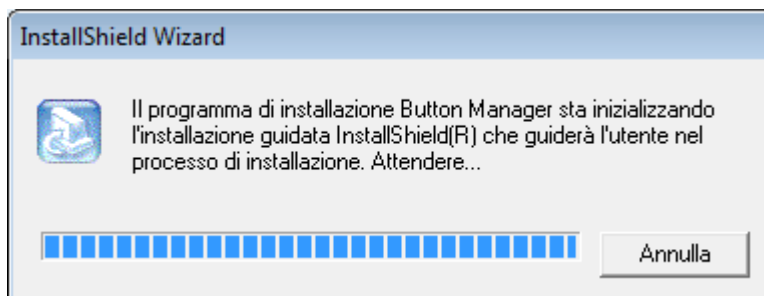 InstallShield Wizard
Il programma di installazione Button Manager sta inizializzando
l'installazione guidata InstallShield(R) che guiderà l'utente nel
processo di installazione. Attendere...
Annulla